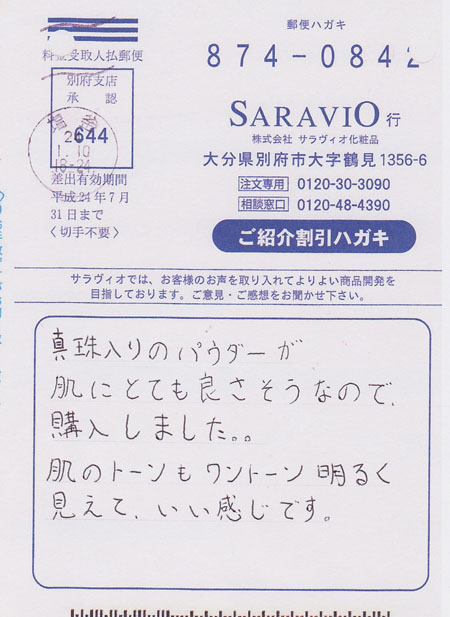 郵便ハガキ
874-0842
料金受取人払郵便
別府支店
承認
644
差出有効期間
平成24年7月
31日まで
〈切手不要〉
SARAVIO 行
株式会社 サラヴィオ化粧品
大分県別府市大字鶴見1356-6
注文専用 0120-30-3090
相談窓口 0120-48-4390
ご紹介割引ハガキ
サラヴィオでは、お客様のお声を取り入れてよりよい商品開発を
目指しております。ご意見・ご感想をお聞かせ下さい。
真珠入りのパウダーが
肌にとても良さそうなので、
購入しました。。
肌のトーンもワントーン明るく
見えて、いい感じです。